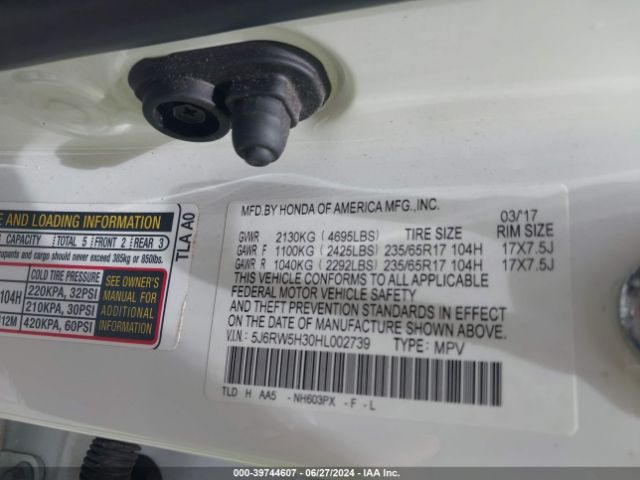 E AND LOADING INFORMATION
CAPACITY TOTAL 5 FRONT 2 REAR 3
upants and cargo should never exceed 385kg or 850lbs.
COLD TIRE PRESSURE
104H 220KPA, 32PSI
210KPA, 30PSI
112M 420KPA, 60PSI
SEE OWNER'S
MANUAL FOR
ADDITIONAL
INFORMATION
TLA A0
MFD.BY HONDA OF AMERICA MFG.,INC. 03/17
GVWR 2130KG ( 4695LBS) TIRE SIZE RIM SIZE
GAWR F 1100KG ( 2425LBS) 235/65R17 104H 17X7.5J
GAWR R 1040KG ( 2292LBS) 235/65R17 104H 17X7.5J
THIS VEHICLE CONFORMS TO ALL APPLICABLE
FEDERAL MOTOR VEHICLE SAFETY
AND THEFT PREVENTION STANDARDS IN EFFECT
ON THE DATE OF MANUFACTURE SHOWN ABOVE.
V.I.N.: 5J6RW5H30HL002739 TYPE: MPV
TLD H AA5 -NH603PX -F-L
000-39744607 - 06/27/2024 - IAA Inc.